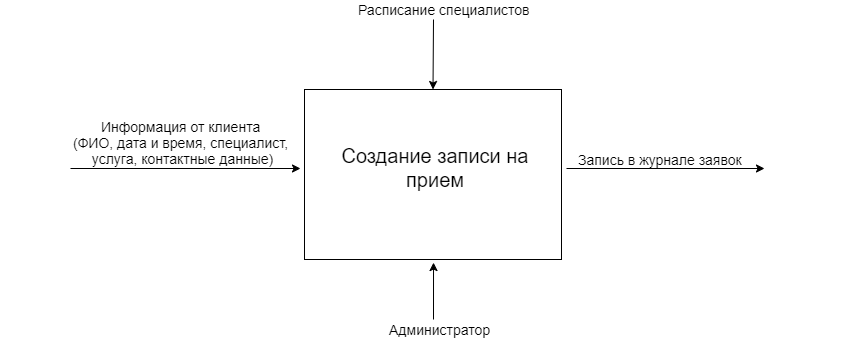 Расписание специалистов
Информация от клиента
(ФИО, дата и время, специалист,
услуга, контактные данные)
Создание записи на
прием
Запись в журнале заявок
Администратор